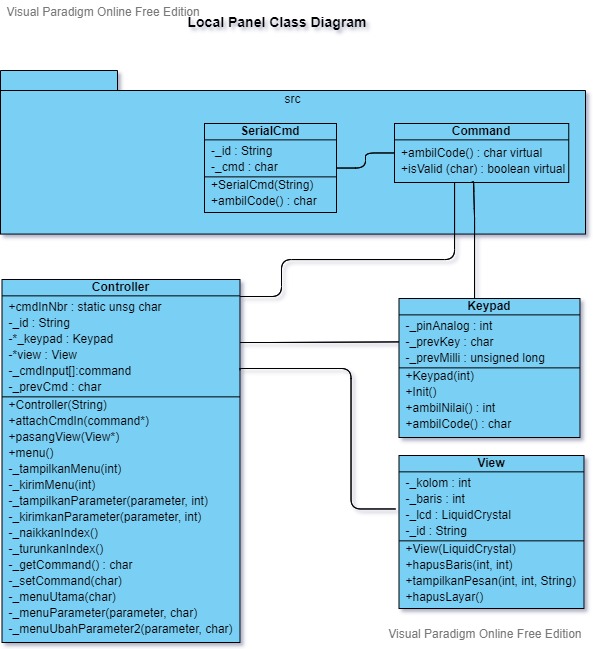 Visual Paradigm Online Free Edition
Local Panel Class Diagram
src
SerialCmd
-_id : String
-_cmd : char
+SerialCmd(String)
+ambilCode() : char
Command
+ambilCode() : char virtual
+isValid (char) : boolean virtual
Controller
+cmdInNbr : static unsg char
-_id : String
-*_keypad : Keypad
-*view : View
-_cmdInput[]:command
-_prevCmd : char
+Controller(String)
+attachCmdIn(command*)
+pasangView(View*)
+menu()
-_tampilkanMenu(int)
-_kirimMenu(int)
-_tampilkanParameter(parameter, int)
-_kirimkanParameter(parameter, int)
-_naikkanIndex()
-_turunkanIndex()
-_getCommand() : char
-_setCommand(char)
-_menuUtama(char)
-_menuParameter(parameter, char)
-_menuUbahParameter2(parameter, char)
Keypad
-_pinAnalog : int
-_prevKey : char
-_prevMilli : unsigned long
+Keypad(int)
+Init()
+ambilNilai() : int
+ambilCode() : char
View
-_kolom : int
-_baris : int
-_lcd : LiquidCrystal
-_id : String
+View(LiquidCrystal)
+hapusBaris(int, int)
+tampilkanPesan(int, int, String)
+hapusLayar()
Visual Paradigm Online Free Edition